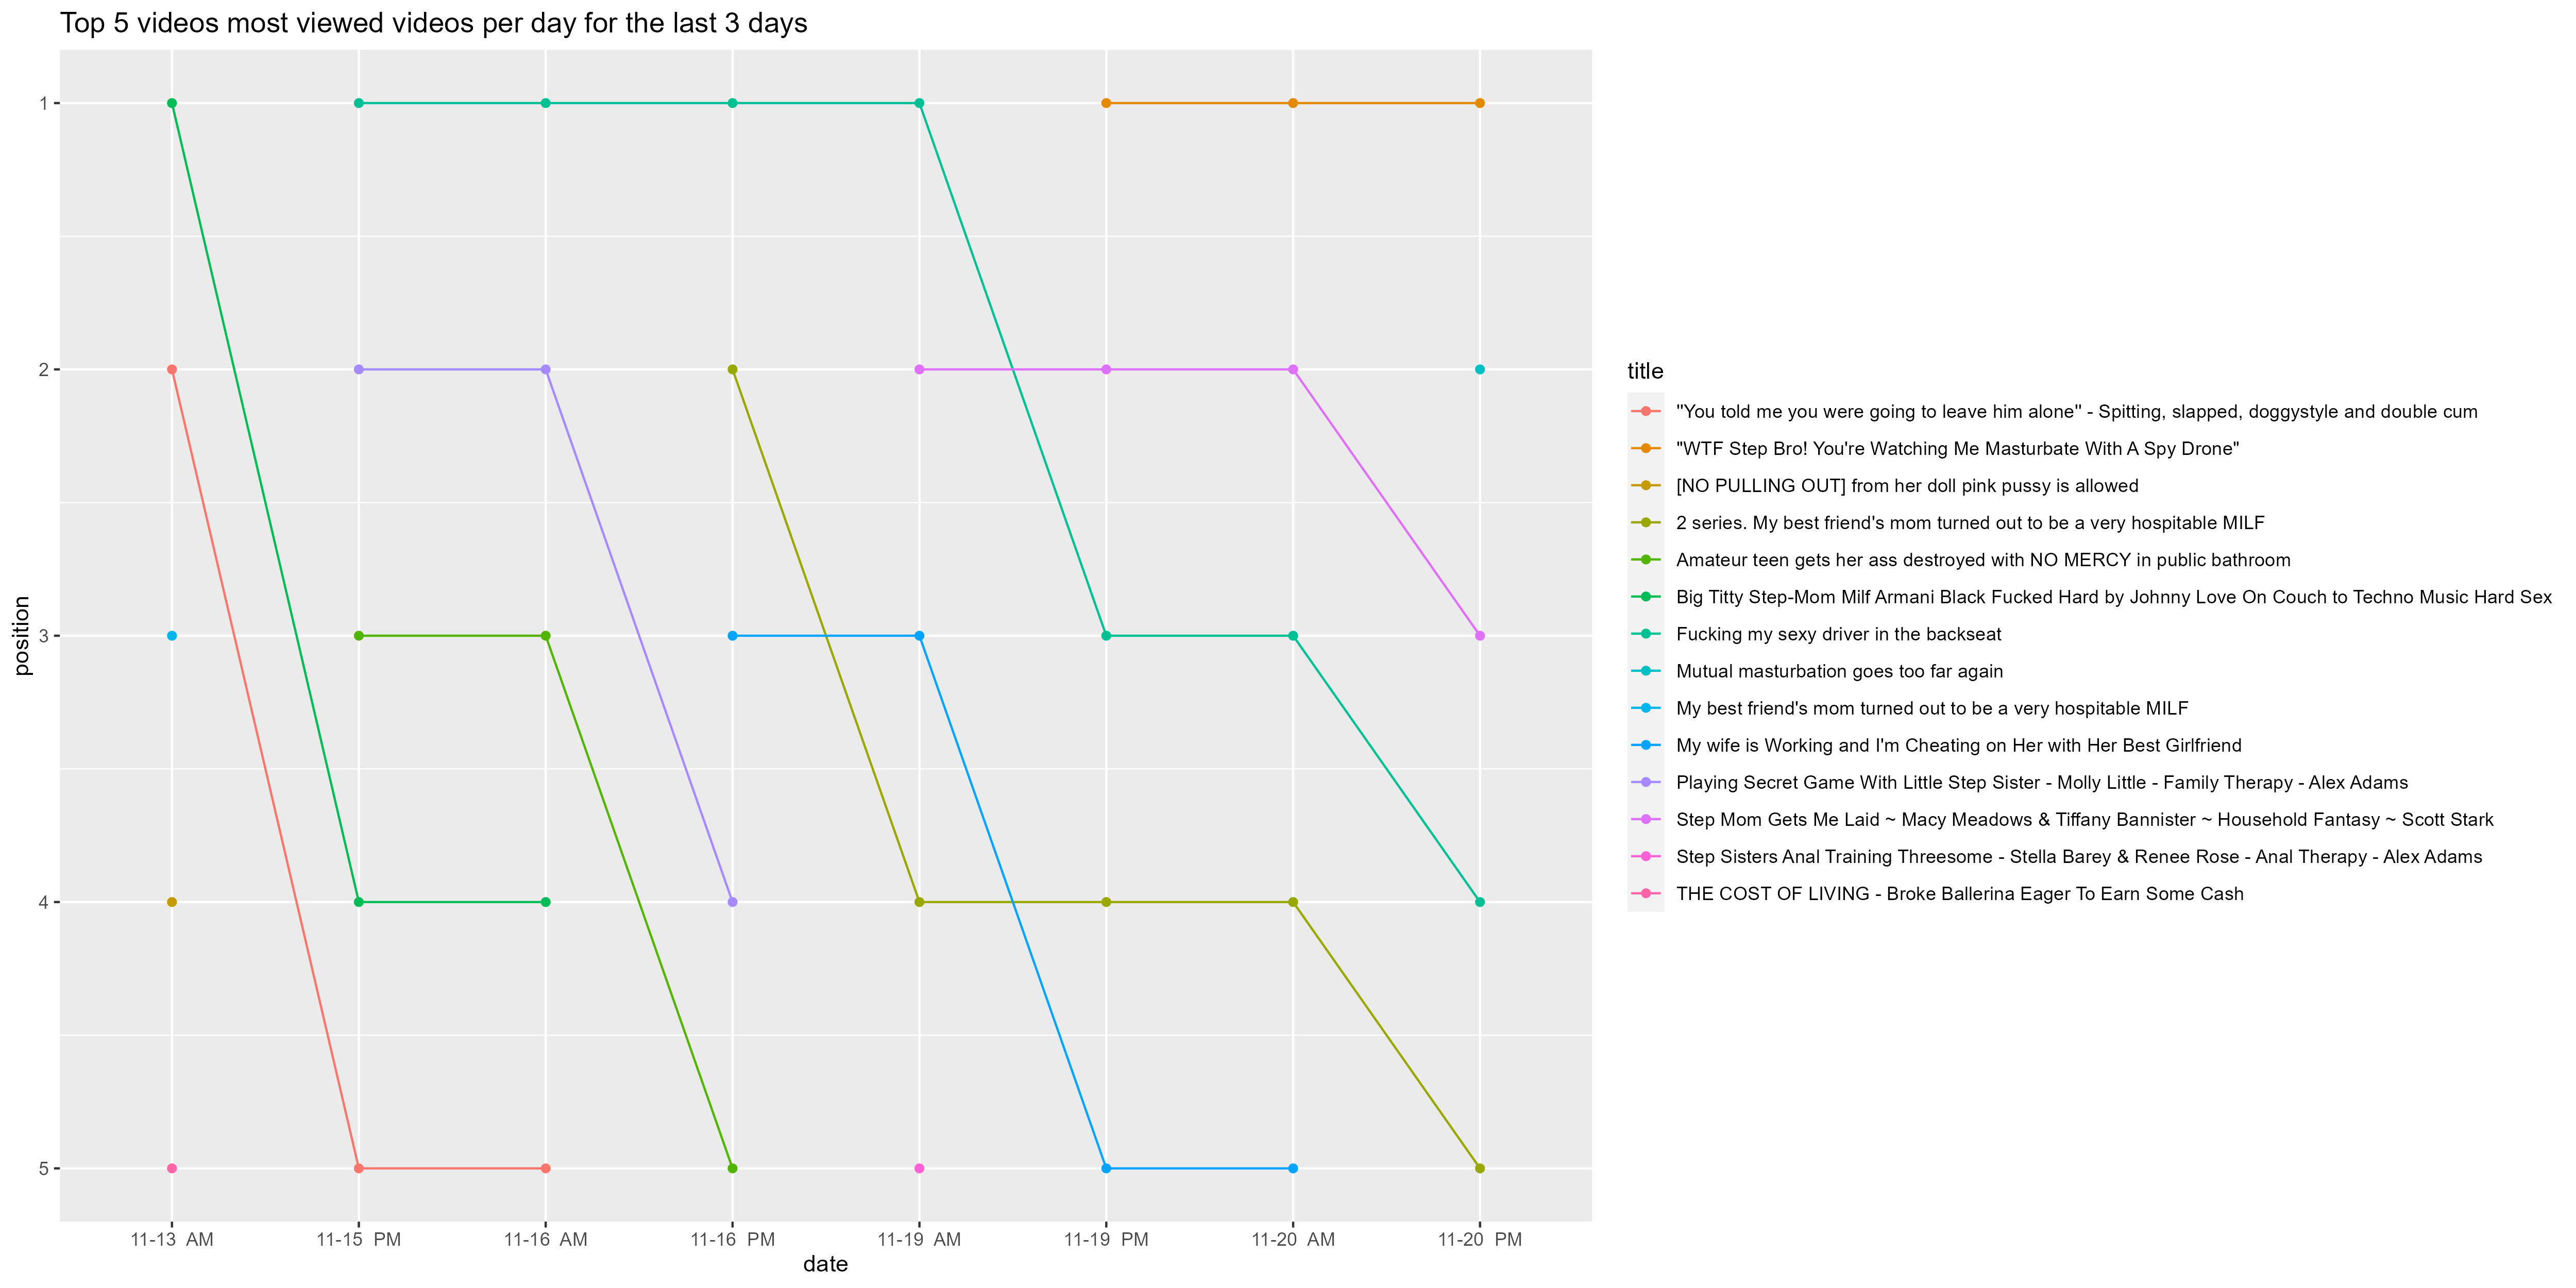 Top 5 videos most viewed videos per day for the last 3 days
position
1
2
3
4
5
11-13 AM
11-15 PM
11-16 AM
11-16 PM
11-19 AM
11-19 PM
11-20 AM
11-20 PM
date
title
"You told me you were going to leave him alone" - Spitting, slapped, doggystyle and double cum
"WTF Step Bro! You're Watching Me Masturbate With A Spy Drone"
[NO PULLING OUT] from her doll pink pussy is allowed
2 series. My best friend's mom turned out to be a very hospitable MILF
Amateur teen gets her ass destroyed with NO MERCY in public bathroom
Big Titty Step-Mom Milf Armani Black Fucked Hard by Johnny Love On Couch to Techno Music Hard Sex
Fucking my sexy driver in the backseat
Mutual masturbation goes too far again
My best friend's mom turned out to be a very hospitable MILF
My wife is Working and I'm Cheating on Her with Her Best Girlfriend
Playing Secret Game With Little Step Sister - Molly Little - Family Therapy - Alex Adams
Step Mom Gets Me Laid ~ Macy Meadows & Tiffany Bannister ~ Household Fantasy ~ Scott Stark
Step Sisters Anal Training Threesome - Stella Barey & Renee Rose - Anal Therapy - Alex Adams
THE COST OF LIVING - Broke Ballerina Eager To Earn Some Cash